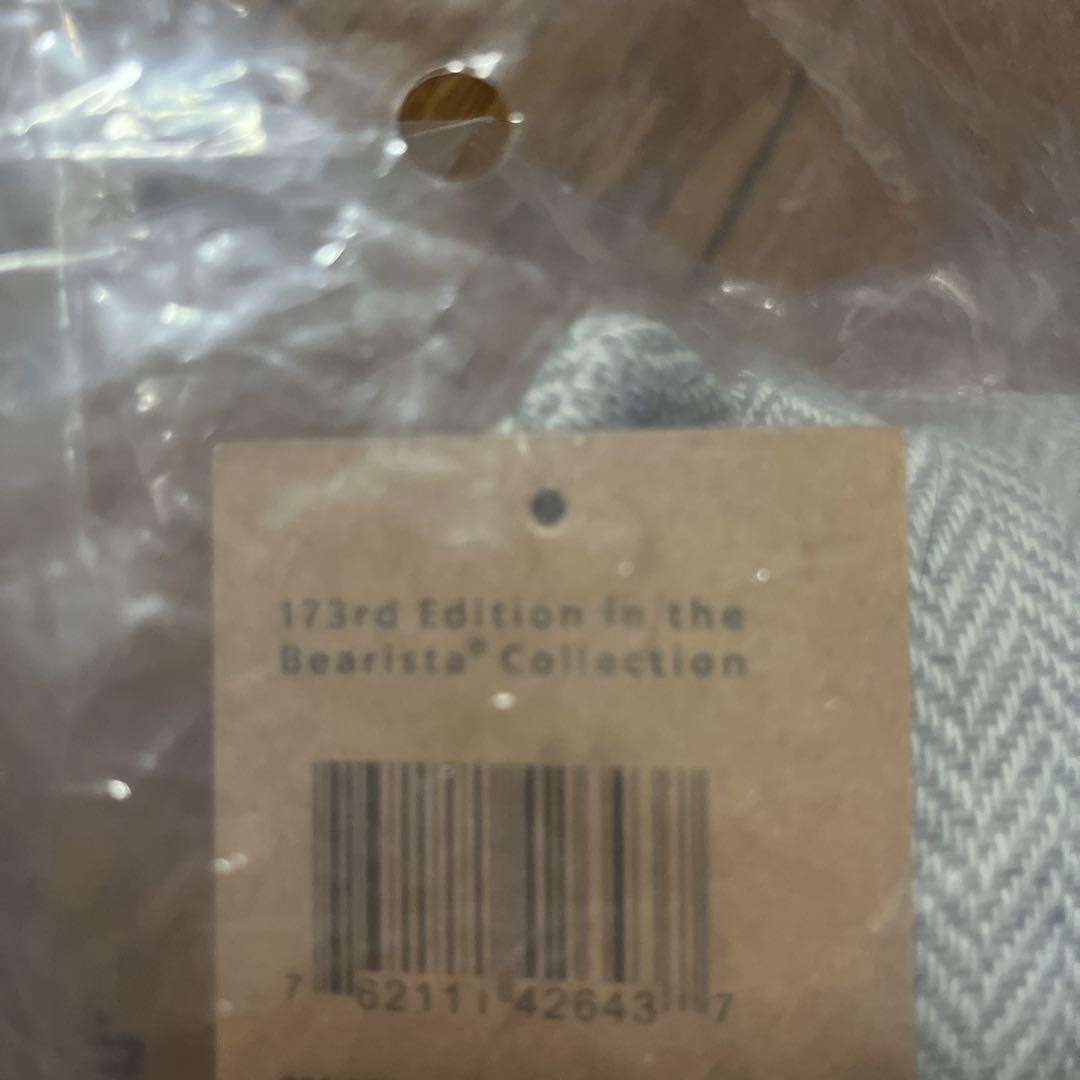 173rd Edition in the
Bearista® Collection
7 62111 42643 7